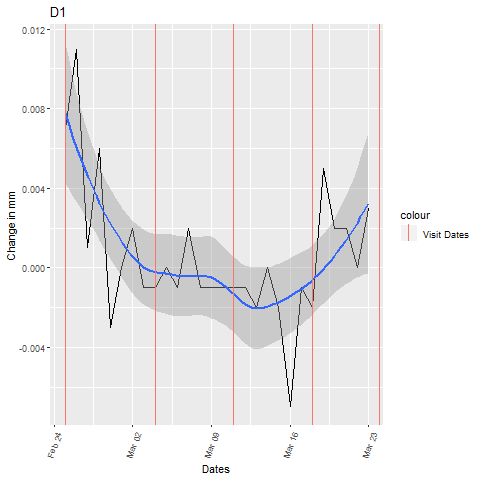 D1
0.012
0.008
0.004
0.000
-0.004
Change in mm
Feb 24
Mar 02
Mar 09
Mar 16
Mar 23
Dates
colour
Visit Dates